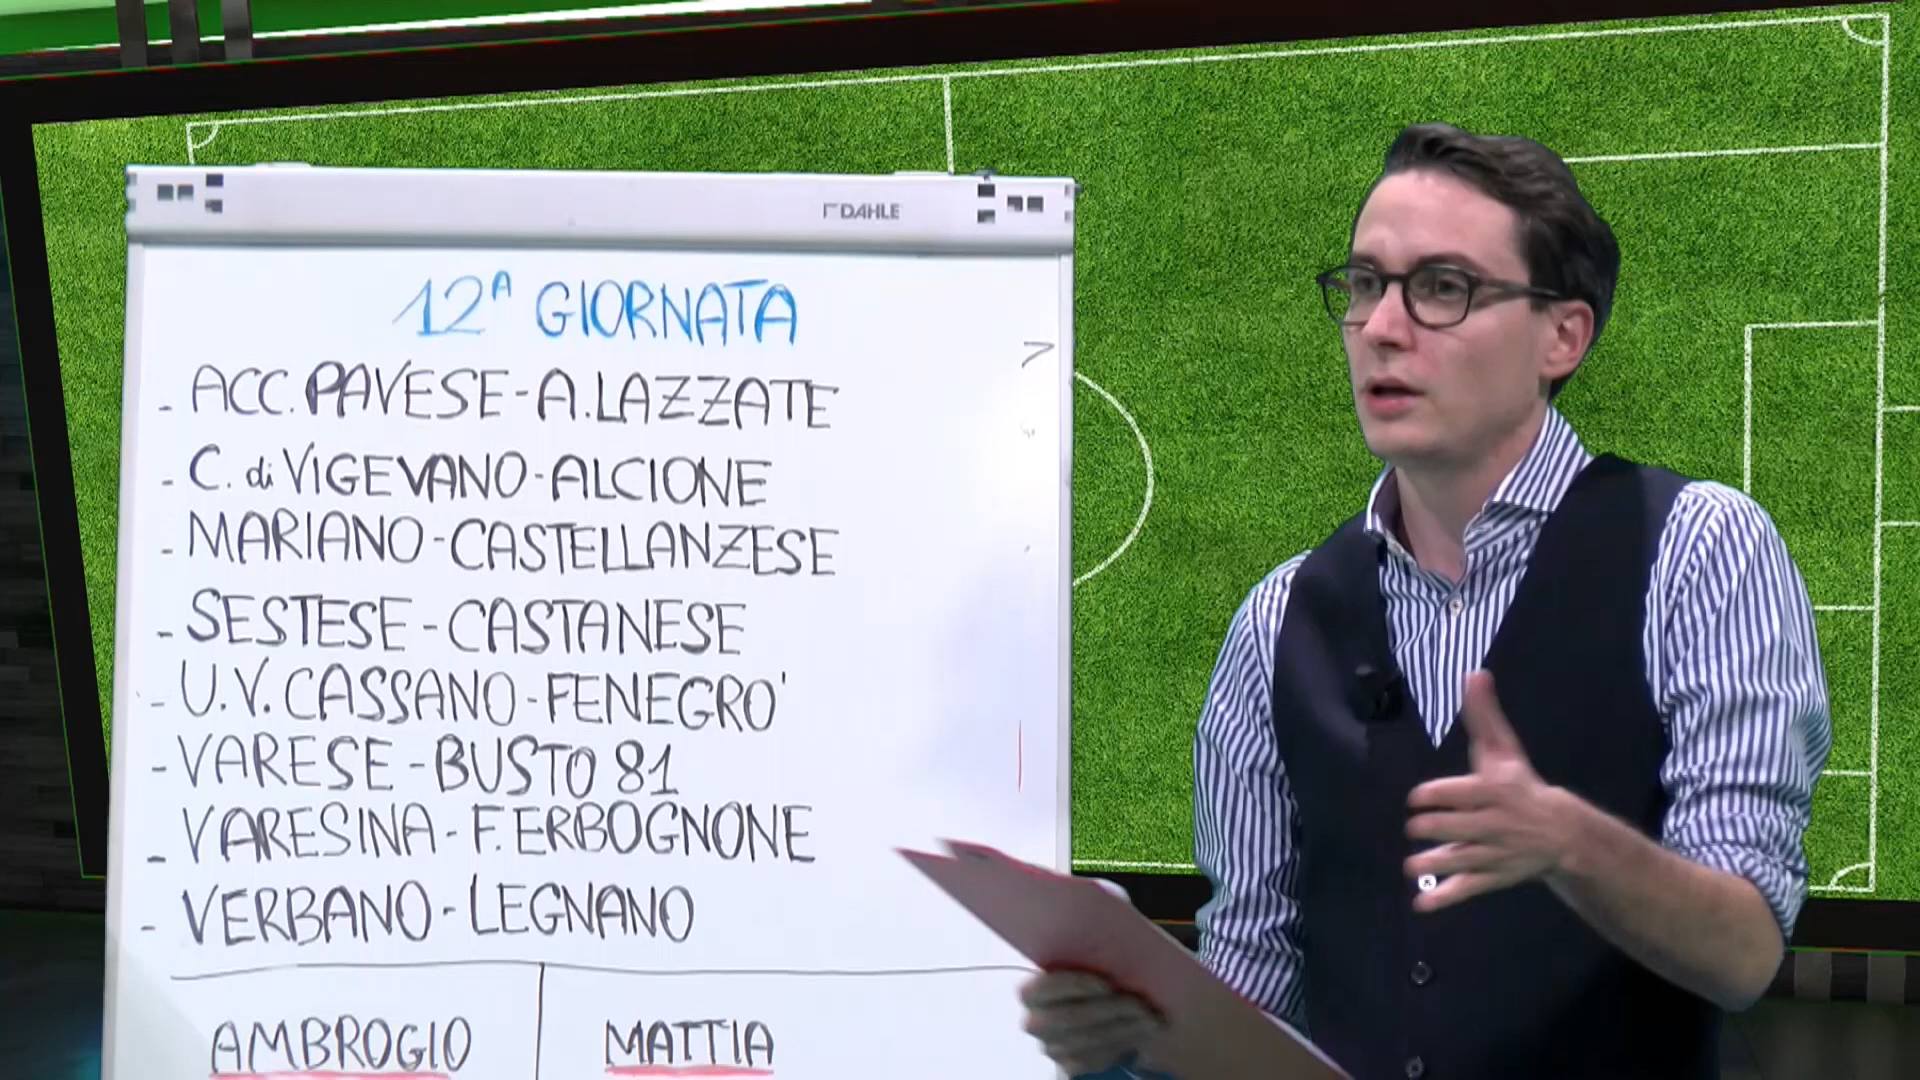 DAHLE
12ᴬ GIORNATA
- ACC. PAVESE - A. LAZZATE
- C. di VIGEVANO - ALCIONE
- MARIANO - CASTELLANZESE
- SESTESE - CASTANESE
- U.V. CASSANO - FENEGRO'
- VARESE - BUSTO 81
- VARESINA - F. ERBOGNONE
- VERBANO - LEGNANO
AMBROGIO MATTIA